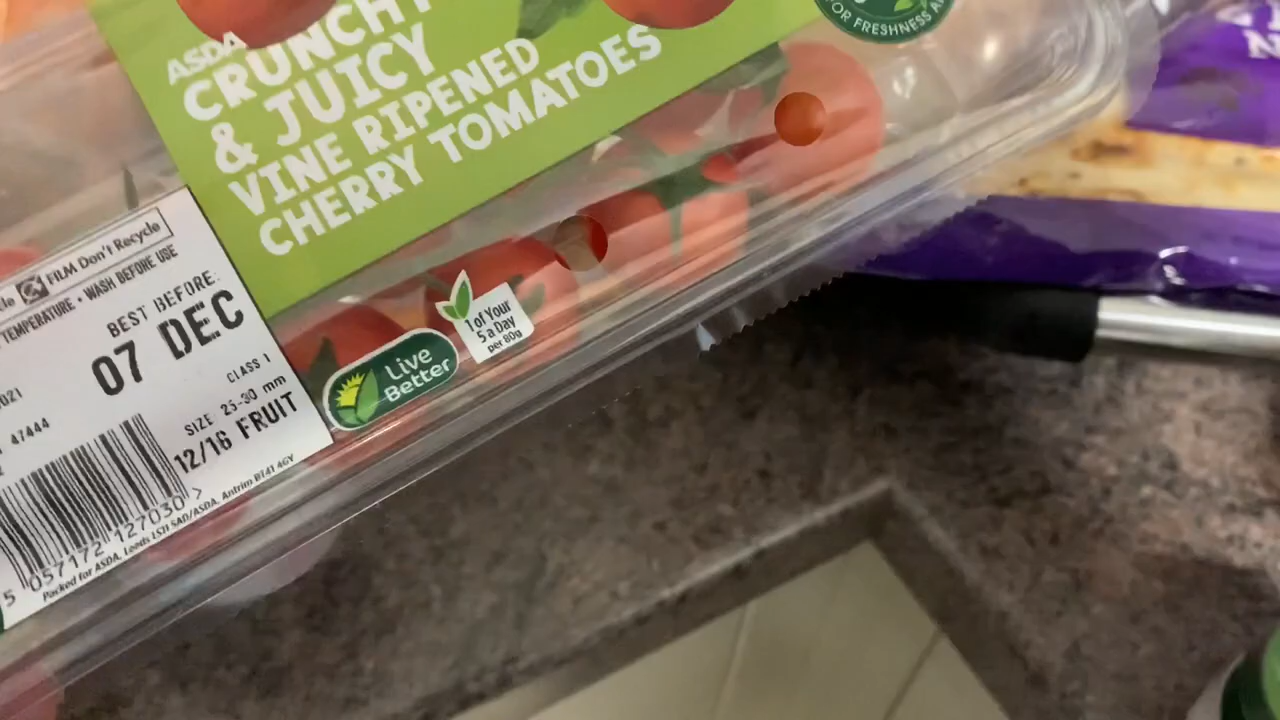 ASDA
CRUNCHY
& JUICY
VINE RIPENED
CHERRY TOMATOES
FOR FRESHNESS
FILM Don't Recycle
TEMPERATURE • WASH BEFORE USE
BEST BEFORE:
07 DEC
CLASS 1
SIZE: 25-30 mm
12/16 FRUIT
47444
5 057172 127030 >
Packed for ASDA, Leeds LS11 5AD/ASDA, Antrim BT41 4GY
Live
Better
1 of Your
5 a Day
per 80g